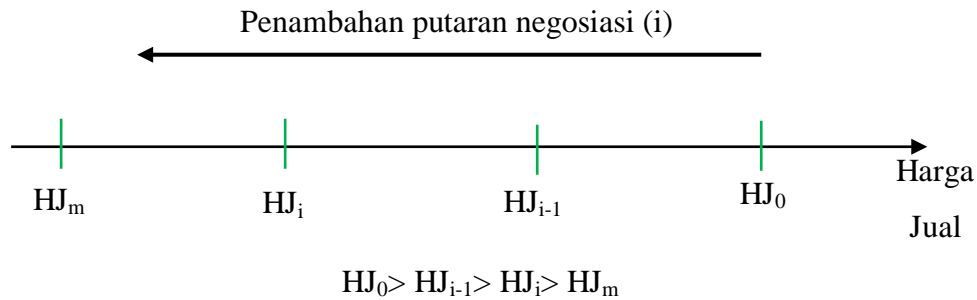 Penambahan putaran negosiasi (i)
HJₘ HJᵢ HJᵢ₋₁ HJ₀ Harga
Jual
HJ₀> HJᵢ₋₁> HJᵢ> HJₘ